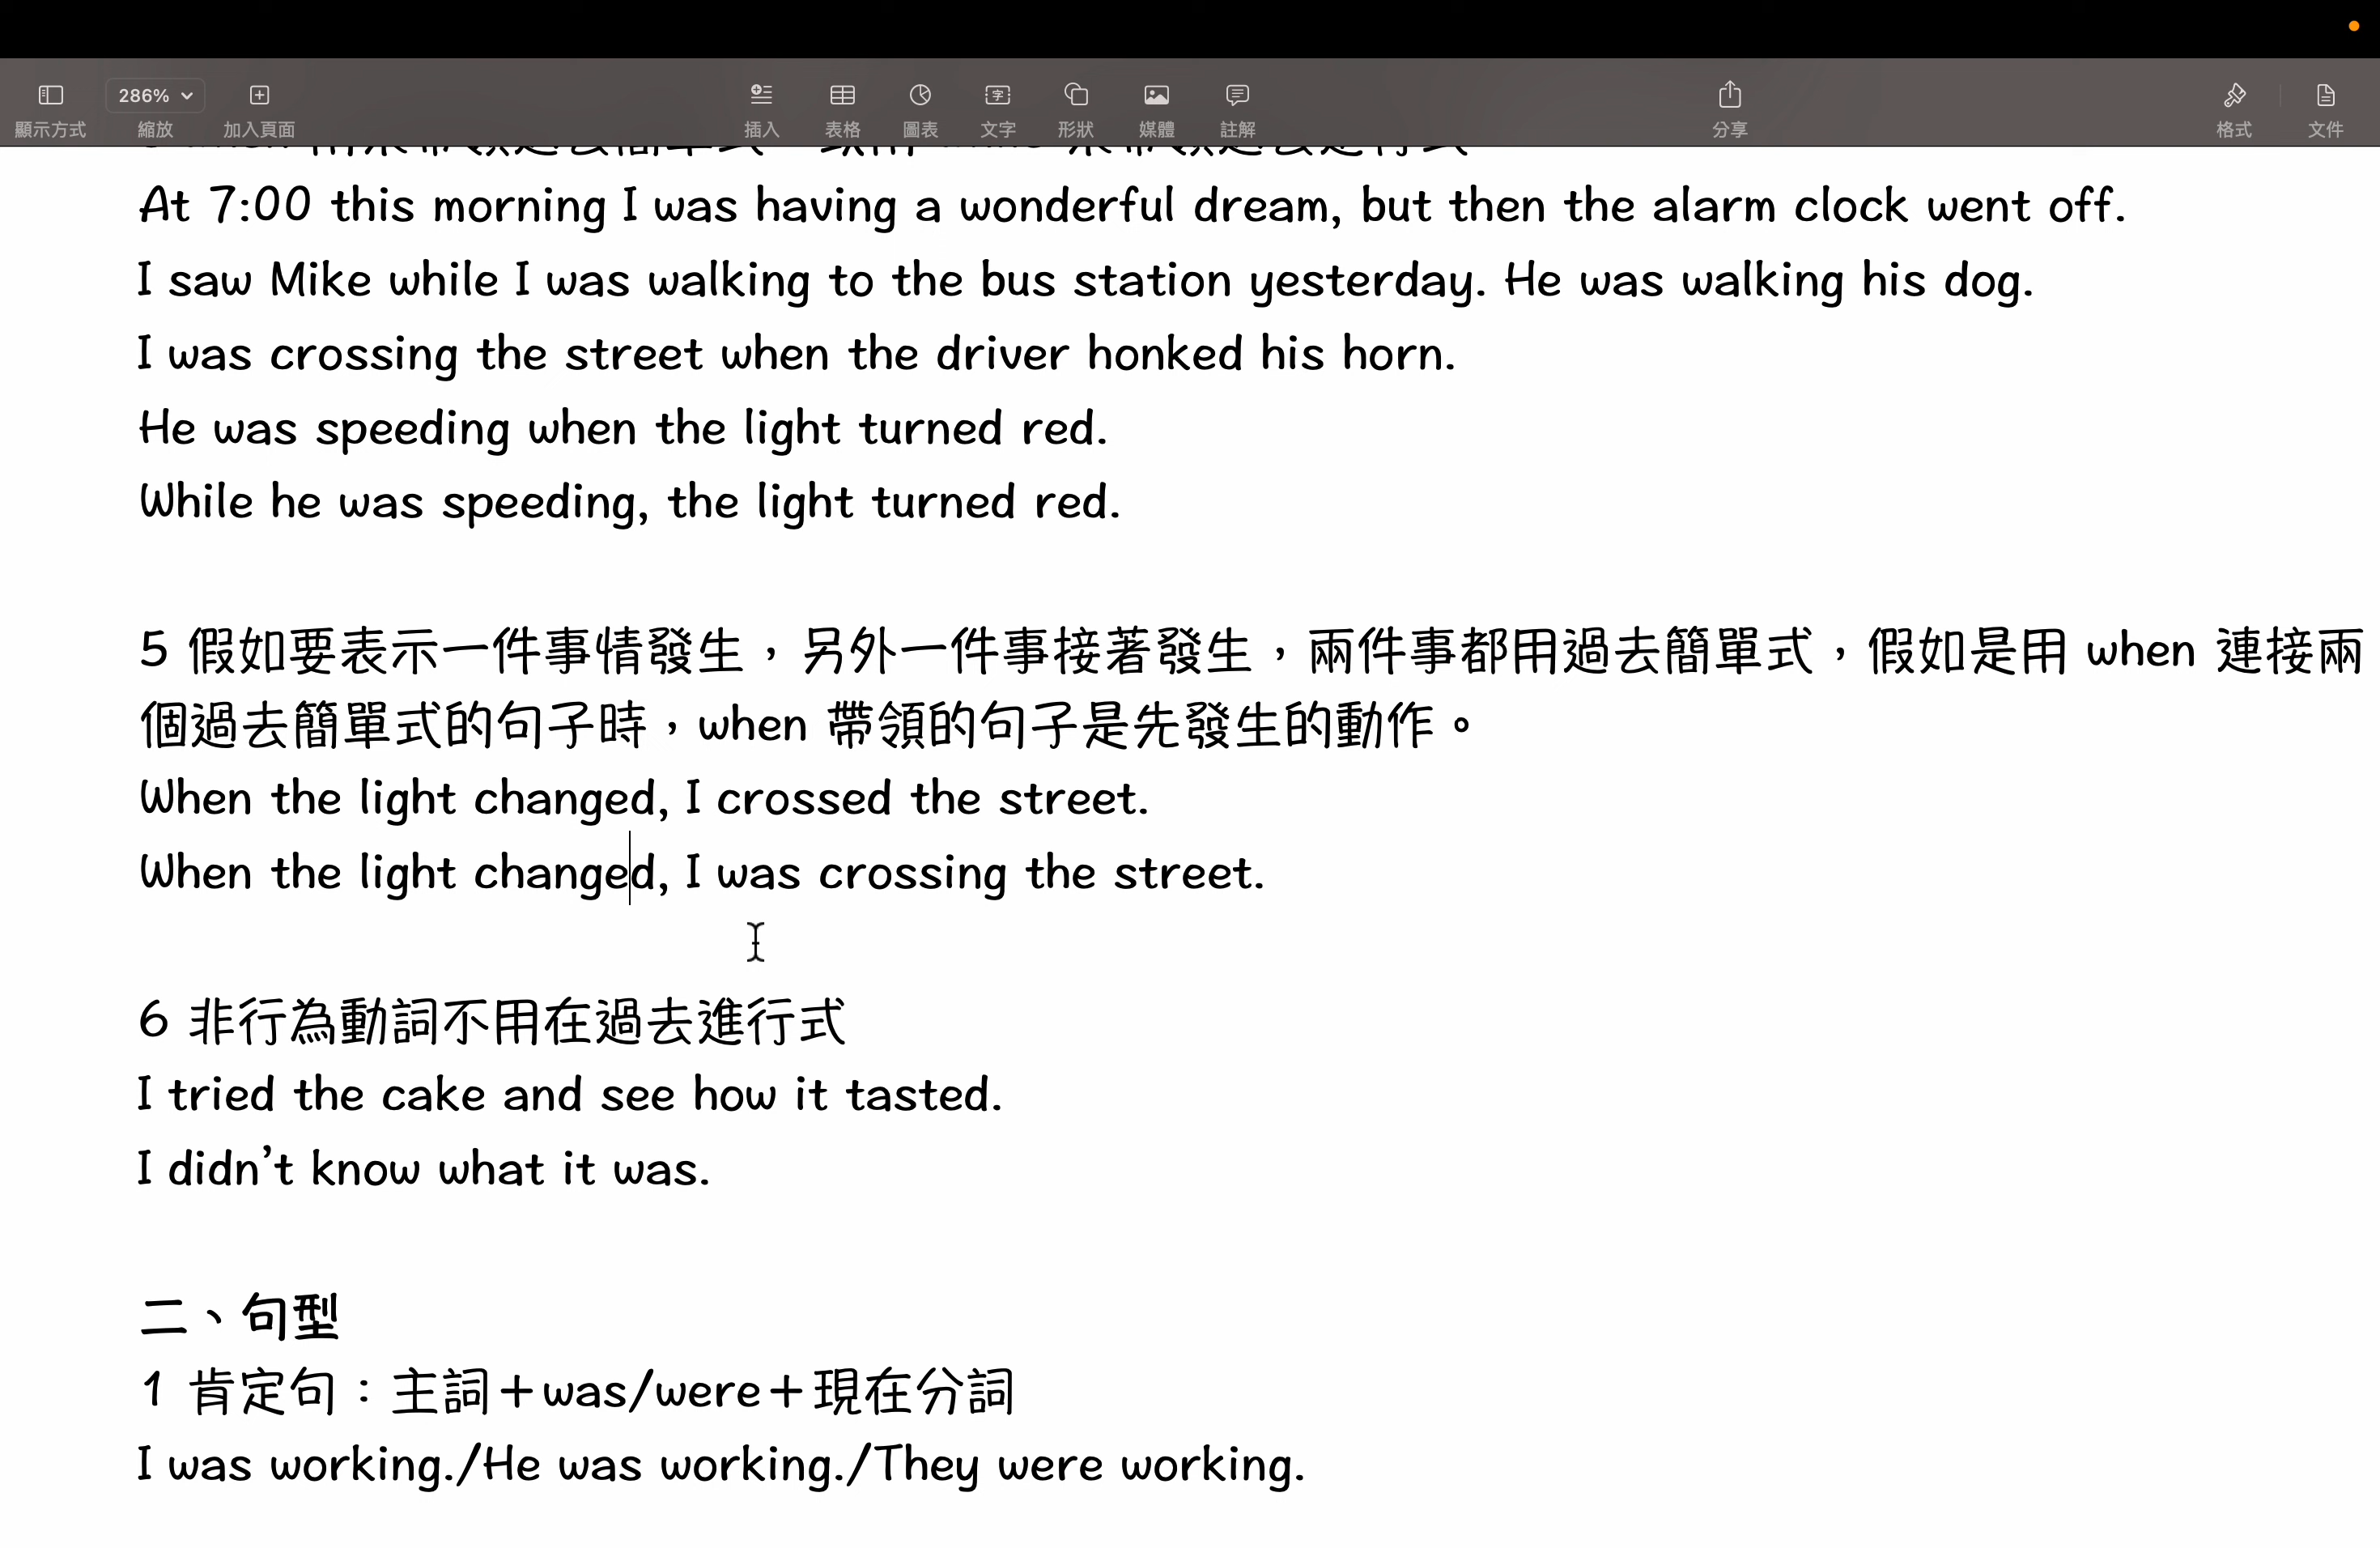 286%
顯示方式 縮放 加入頁面 插入 表格 圖表 文字 形狀 媒體 註解 分享 格式 文件
At 7:00 this morning I was having a wonderful dream, but then the alarm clock went off.
I saw Mike while I was walking to the bus station yesterday. He was walking his dog.
I was crossing the street when the driver honked his horn.
He was speeding when the light turned red.
While he was speeding, the light turned red.
5 假如要表示一件事情發生，另外一件事接著發生，兩件事都用過去簡單式，假如是用 when 連接兩
個過去簡單式的句子時，when 帶領的句子是先發生的動作。
When the light changed, I crossed the street.
When the light changed, I was crossing the street.
6 非行為動詞不用在過去進行式
I tried the cake and see how it tasted.
I didn't know what it was.
二、句型
1 肯定句：主詞+was/were+現在分詞
I was working./He was working./They were working.